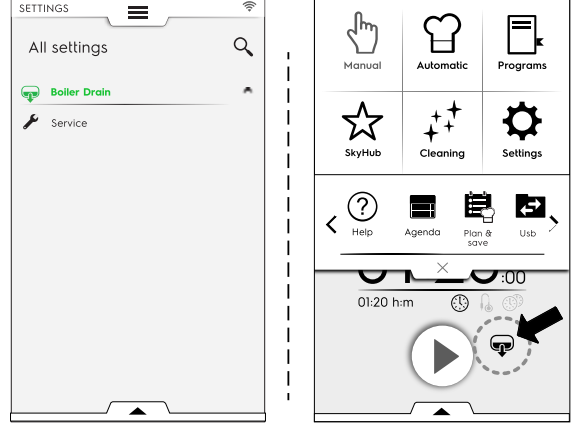 SETTINGS
All settings
Boiler Drain
Service
Manual
Automatic
Programs
SkyHub
Cleaning
Settings
Help
Agenda
Plan &
save
Usb
:00
01:20 h:m